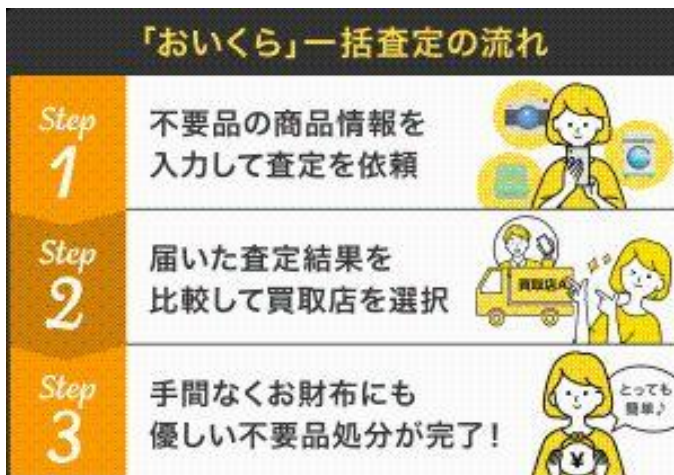 「おいくら」一括査定の流れ
Step
1
不要品の商品情報を
入力して査定を依頼
Step
2
届いた査定結果を
比較して買取店を選択
買取店A
Step
3
手間なくお財布にも
優しい不要品処分が完了!
とっても
簡単♪
¥